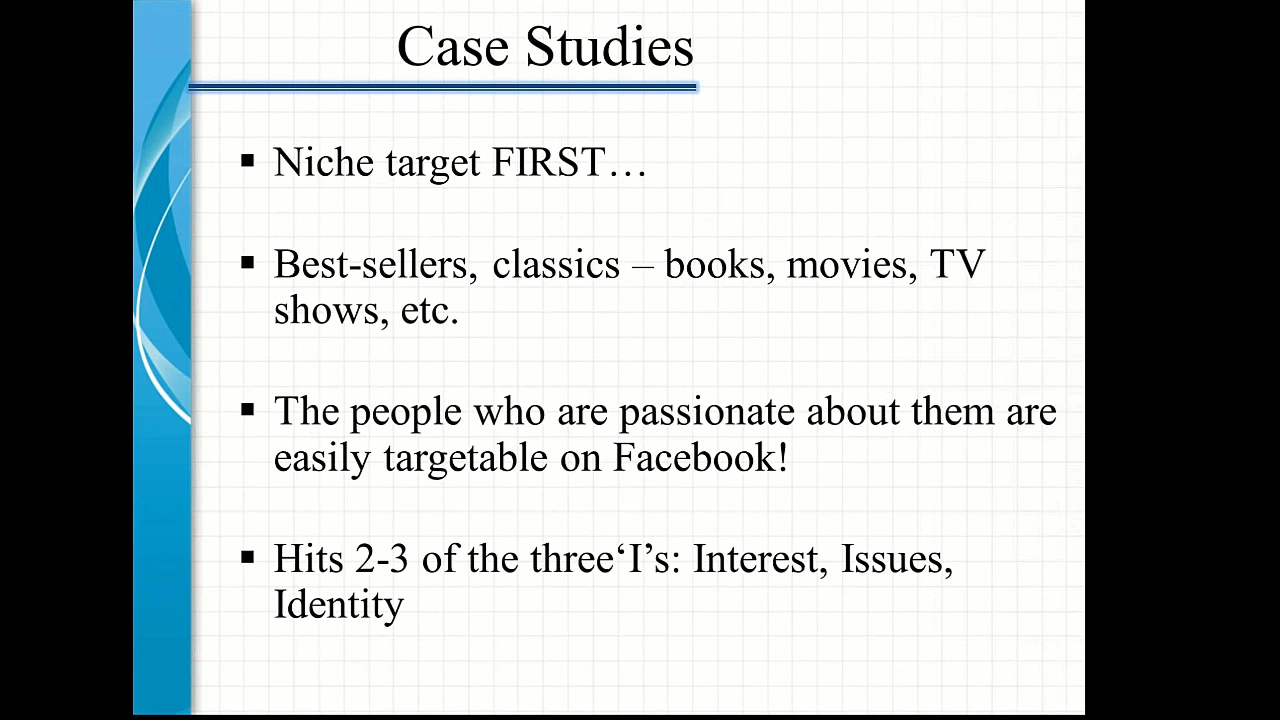 Case Studies
▪ Niche target FIRST…
▪ Best-sellers, classics – books, movies, TV
shows, etc.
▪ The people who are passionate about them are
easily targetable on Facebook!
▪ Hits 2-3 of the three‘I’s: Interest, Issues,
Identity